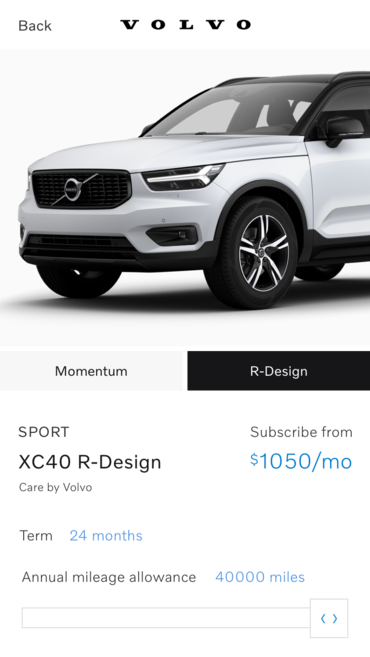 Back
VOLVO
Momentum
R-Design
SPORT
Subscribe from
XC40 R-Design
$1050/mo
Care by Volvo
Term 24 months
Annual mileage allowance 40000 miles